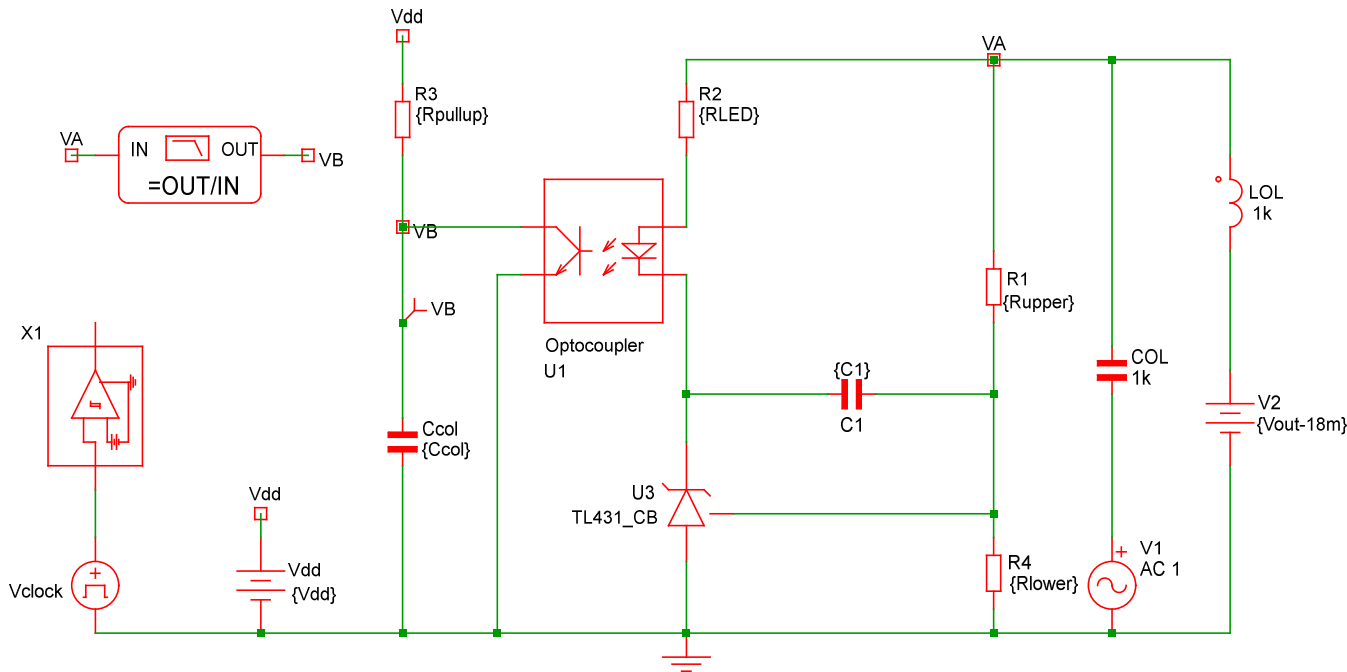 Vdd
VA
R3
{Rpullup}
R2
{RLED}
VA
IN
OUT
VB
=OUT/IN
LOL
1k
VB
R1
{Rupper}
VB
X1
Optocoupler
U1
{C1}
C1
COL
1k
V2
{Vout-18m}
Ccol
{Ccol}
U3
TL431_CB
Vdd
V1
AC 1
R4
{Rlower}
Vdd
{Vdd}
Vclock